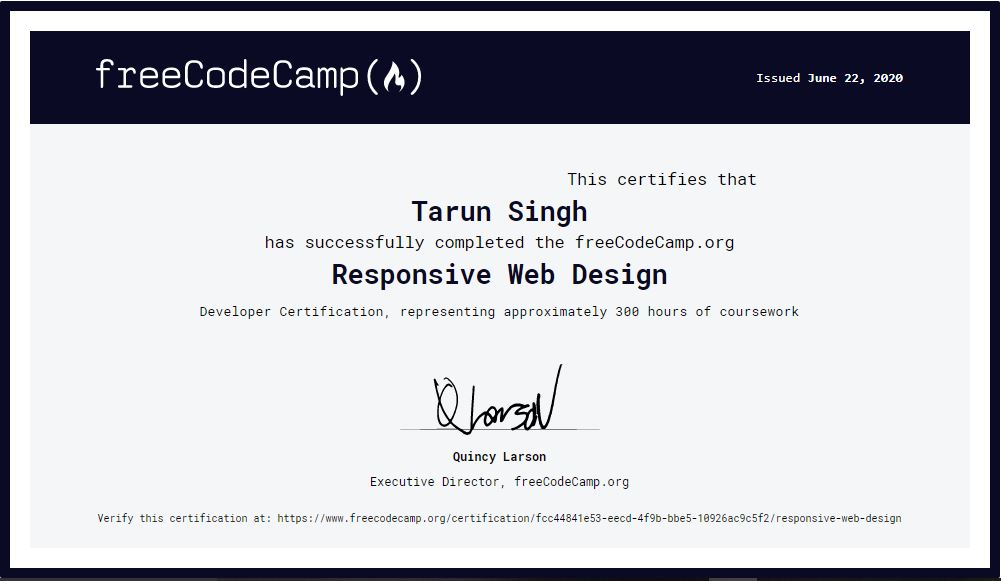 freeCodeCamp(🔥)
Issued June 22, 2020
This certifies that
Tarun Singh
has successfully completed the freeCodeCamp.org
Responsive Web Design
Developer Certification, representing approximately 300 hours of coursework
Q Larson
Quincy Larson
Executive Director, freeCodeCamp.org
Verify this certification at: https://www.freecodecamp.org/certification/fcc44841e53-eecd-4f9b-bbe5-10926ac9c5f2/responsive-web-design